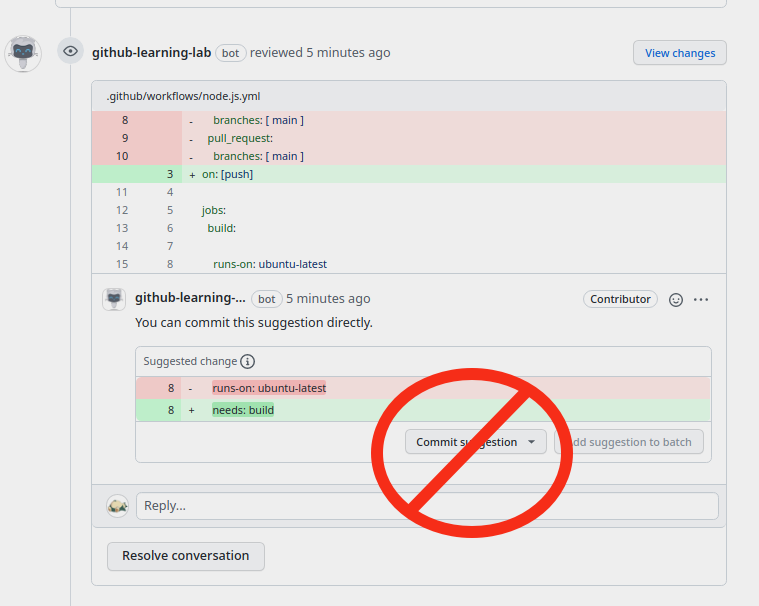 github-learning-lab bot reviewed 5 minutes ago View changes
.github/workflows/node.js.yml
8 - branches: [ main ]
9 - pull_request:
10 - branches: [ main ]
3 + on: [push]
11 4
12 5 jobs:
13 6 build:
14 7
15 8 runs-on: ubuntu-latest
github-learning-... bot 5 minutes ago Contributor
You can commit this suggestion directly.
Suggested change
8 - runs-on: ubuntu-latest
8 + needs: build
Commit suggestion dd suggestion to batch
Reply...
Resolve conversation